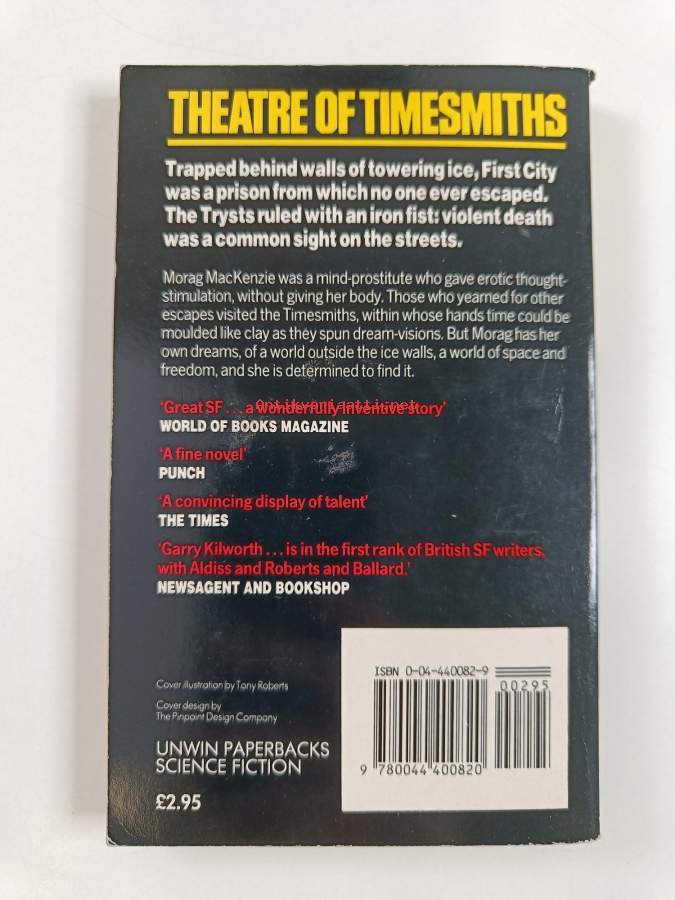 THEATRE OF TIMESMITHS
Trapped behind walls of towering ice, First City
was a prison from which no one ever escaped.
The Trysts ruled with an iron fist: violent death
was a common sight on the streets.
Morag MacKenzie was a mind-prostitute who gave erotic thought-
stimulation, without giving her body. Those who yearned for other
escapes visited the Timesmiths, within whose hands time could be
moulded like clay as they spun dream-visions. But Morag has her
own dreams, of a world outside the ice walls, a world of space and
freedom, and she is determined to find it.
'Great SF . . . a wonderfully inventive story'
Antikvariaatti.net
WORLD OF BOOKS MAGAZINE
'A fine novel'
PUNCH
'A convincing display of talent'
THE TIMES
'Garry Kilworth . . . is in the first rank of British SF writers,
with Aldiss and Roberts and Ballard.'
NEWSAGENT AND BOOKSHOP
ISBN 0-04-440082-9
00295
9 780044 400820
Cover illustration by Tony Roberts
Cover design by
The Pinpoint Design Company
UNWIN PAPERBACKS
SCIENCE FICTION
£2.95